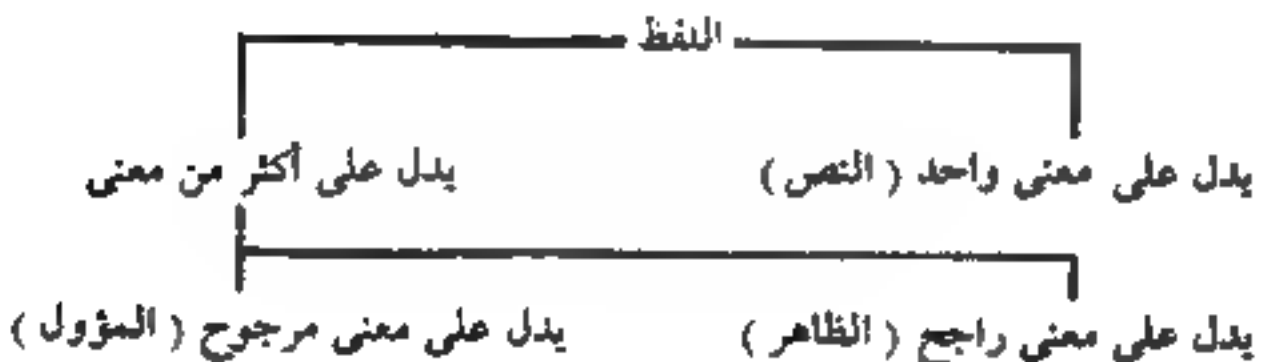 اللفظ
يدل على معنى واحد ( النص ) يدل على أكثر من معنى
يدل على معنى راجح ( الظاهر ) يدل على معنى مرجوح ( المؤول )